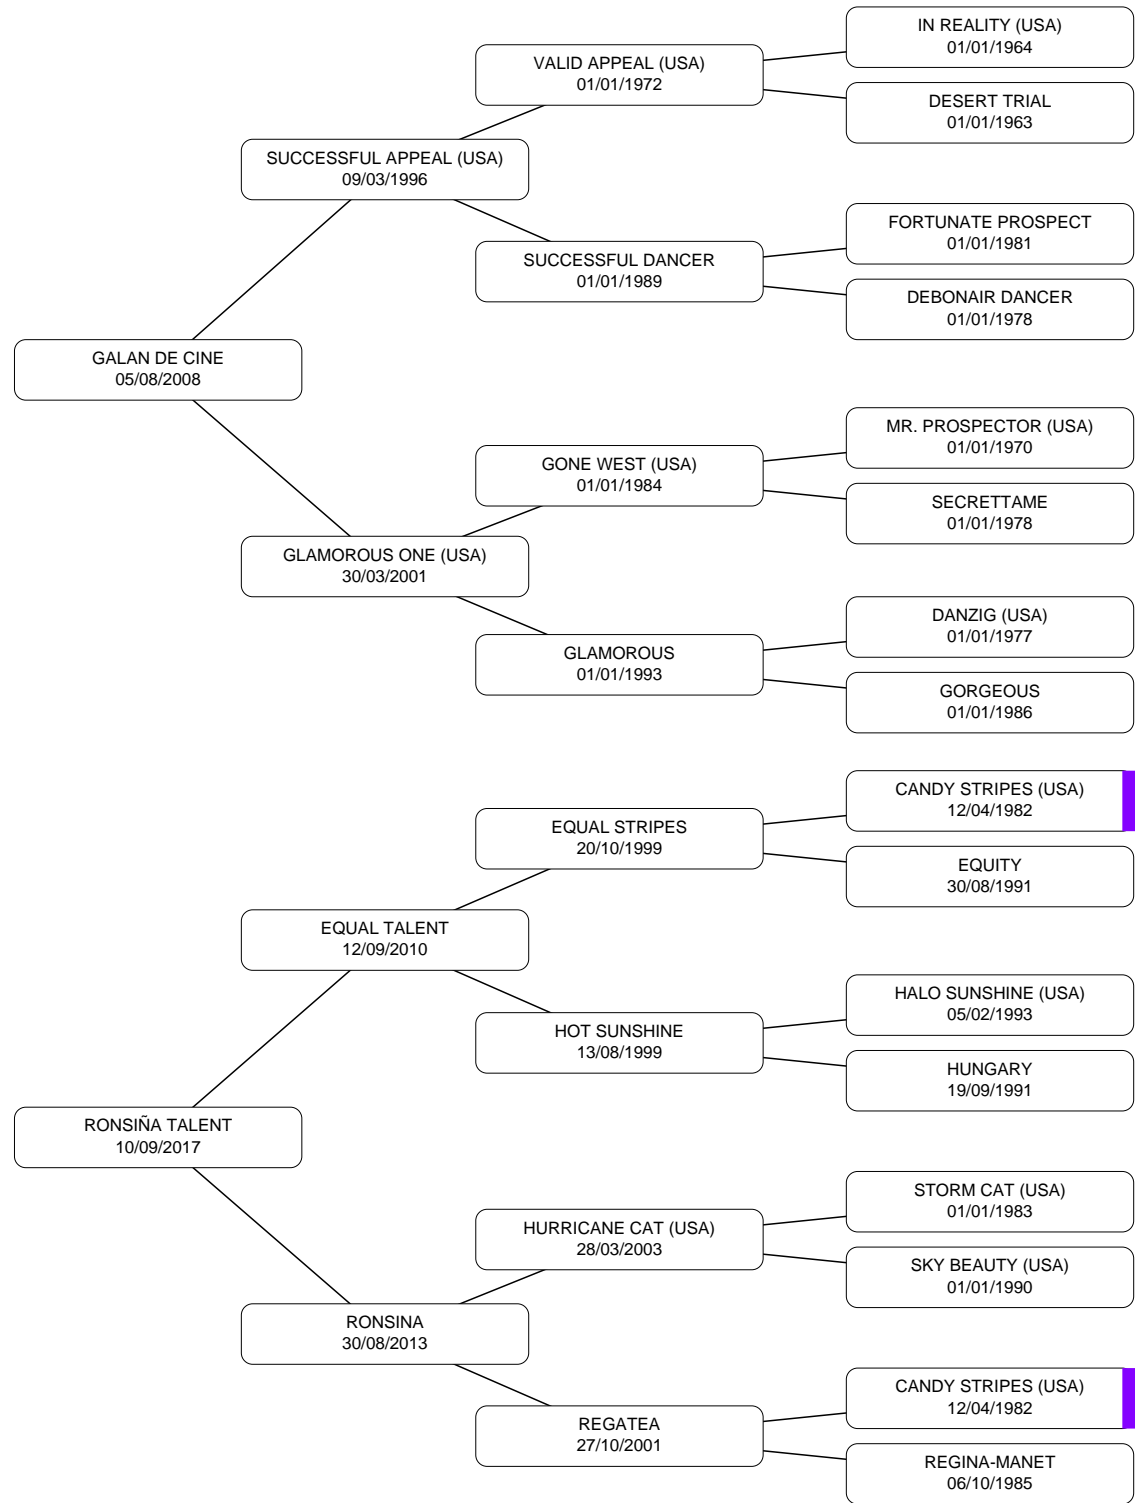 IN REALITY (USA)
01/01/1964
VALID APPEAL (USA)
01/01/1972
DESERT TRIAL
01/01/1963
SUCCESSFUL APPEAL (USA)
09/03/1996
FORTUNATE PROSPECT
01/01/1981
SUCCESSFUL DANCER
01/01/1989
DEBONAIR DANCER
01/01/1978
GALAN DE CINE
05/08/2008
MR. PROSPECTOR (USA)
01/01/1970
GONE WEST (USA)
01/01/1984
SECRETTAME
01/01/1978
GLAMOROUS ONE (USA)
30/03/2001
DANZIG (USA)
01/01/1977
GLAMOROUS
01/01/1993
GORGEOUS
01/01/1986
CANDY STRIPES (USA)
12/04/1982
EQUAL STRIPES
20/10/1999
EQUITY
30/08/1991
EQUAL TALENT
12/09/2010
HALO SUNSHINE (USA)
05/02/1993
HOT SUNSHINE
13/08/1999
HUNGARY
19/09/1991
RONSIÑA TALENT
10/09/2017
STORM CAT (USA)
01/01/1983
HURRICANE CAT (USA)
28/03/2003
SKY BEAUTY (USA)
01/01/1990
RONSINA
30/08/2013
CANDY STRIPES (USA)
12/04/1982
REGATEA
27/10/2001
REGINA-MANET
06/10/1985